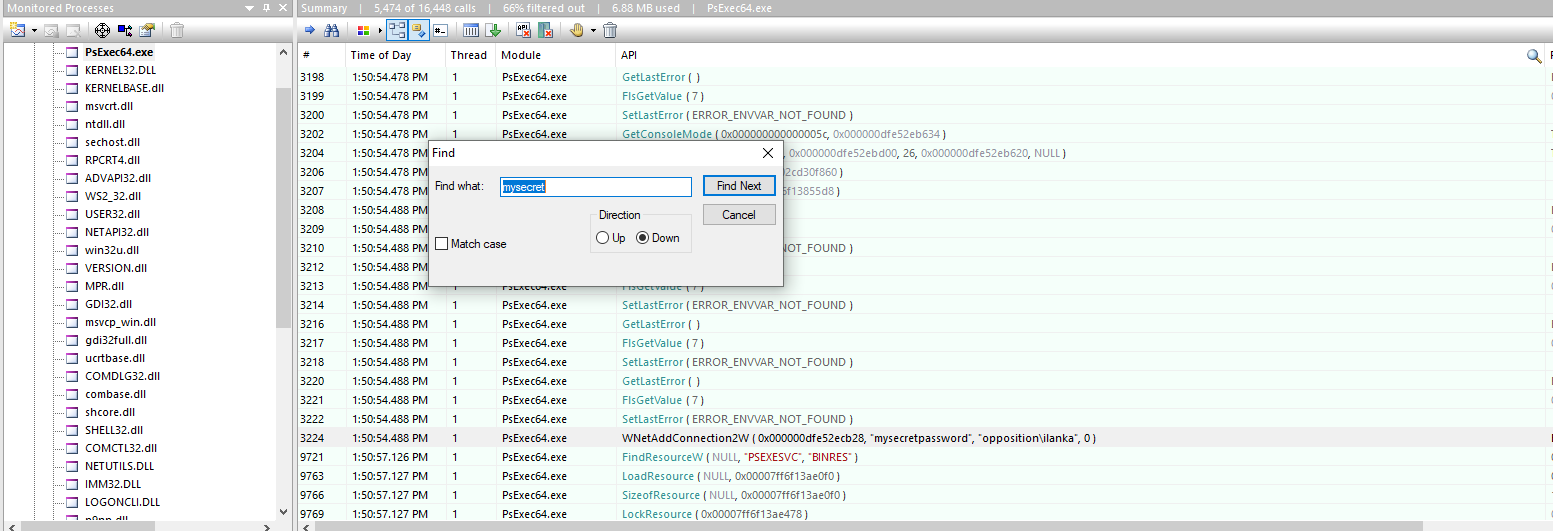 Monitored Processes
Summary | 5,474 of 16,448 calls | 66% filtered out | 6.88 MB used | PsExec64.exe
PsExec64.exe
KERNEL32.DLL
KERNELBASE.dll
msvcrt.dll
ntdll.dll
sechost.dll
RPCRT4.dll
ADVAPI32.dll
WS2_32.dll
USER32.dll
NETAPI32.dll
win32u.dll
VERSION.dll
MPR.dll
GDI32.dll
msvcp_win.dll
gdi32full.dll
ucrtbase.dll
COMDLG32.dll
combase.dll
shcore.dll
SHELL32.dll
COMCTL32.dll
NETUTILS.DLL
IMM32.DLL
LOGONCLI.DLL
# Time of Day Thread Module API
3198 1:50:54.478 PM 1 PsExec64.exe GetLastError ( )
3199 1:50:54.478 PM 1 PsExec64.exe FlsGetValue ( 7 )
3200 1:50:54.478 PM 1 PsExec64.exe SetLastError ( ERROR_ENVVAR_NOT_FOUND )
3202 1:50:54.478 PM 1 PsExec64.exe GetConsoleMode ( 0x000000000000005c, 0x000000dfe52eb634 )
3204 1:50:54.478 PM , 0x000000dfe52ebd00, 26, 0x000000dfe52eb620, NULL )
3206 1:50:54.478 PM 02cd30f860 )
3207 1:50:54.478 PM 6f13855d8 )
3208 1:50:54.488 PM
3209 1:50:54.488 PM
3210 1:50:54.488 PM NOT_FOUND )
3212 1:50:54.488 PM
3213 1:50:54.488 PM 1 PsExec64.exe FlsGetValue ( 7 )
3214 1:50:54.488 PM 1 PsExec64.exe SetLastError ( ERROR_ENVVAR_NOT_FOUND )
3216 1:50:54.488 PM 1 PsExec64.exe GetLastError ( )
3217 1:50:54.488 PM 1 PsExec64.exe FlsGetValue ( 7 )
3218 1:50:54.488 PM 1 PsExec64.exe SetLastError ( ERROR_ENVVAR_NOT_FOUND )
3220 1:50:54.488 PM 1 PsExec64.exe GetLastError ( )
3221 1:50:54.488 PM 1 PsExec64.exe FlsGetValue ( 7 )
3222 1:50:54.488 PM 1 PsExec64.exe SetLastError ( ERROR_ENVVAR_NOT_FOUND )
3224 1:50:54.488 PM 1 PsExec64.exe WNetAddConnection2W ( 0x000000dfe52ecb28, "mysecretpassword", "opposition\ilanka", 0 )
9721 1:50:57.126 PM 1 PsExec64.exe FindResourceW ( NULL, "PSEXESVC", "BINRES" )
9763 1:50:57.127 PM 1 PsExec64.exe LoadResource ( NULL, 0x00007ff6f13ae0f0 )
9766 1:50:57.127 PM 1 PsExec64.exe SizeofResource ( NULL, 0x00007ff6f13ae0f0 )
9769 1:50:57.127 PM 1 PsExec64.exe LockResource ( 0x00007ff6f13ae478 )
Find
Find what: mysecret Find Next
Direction Cancel
Up Down
Match case